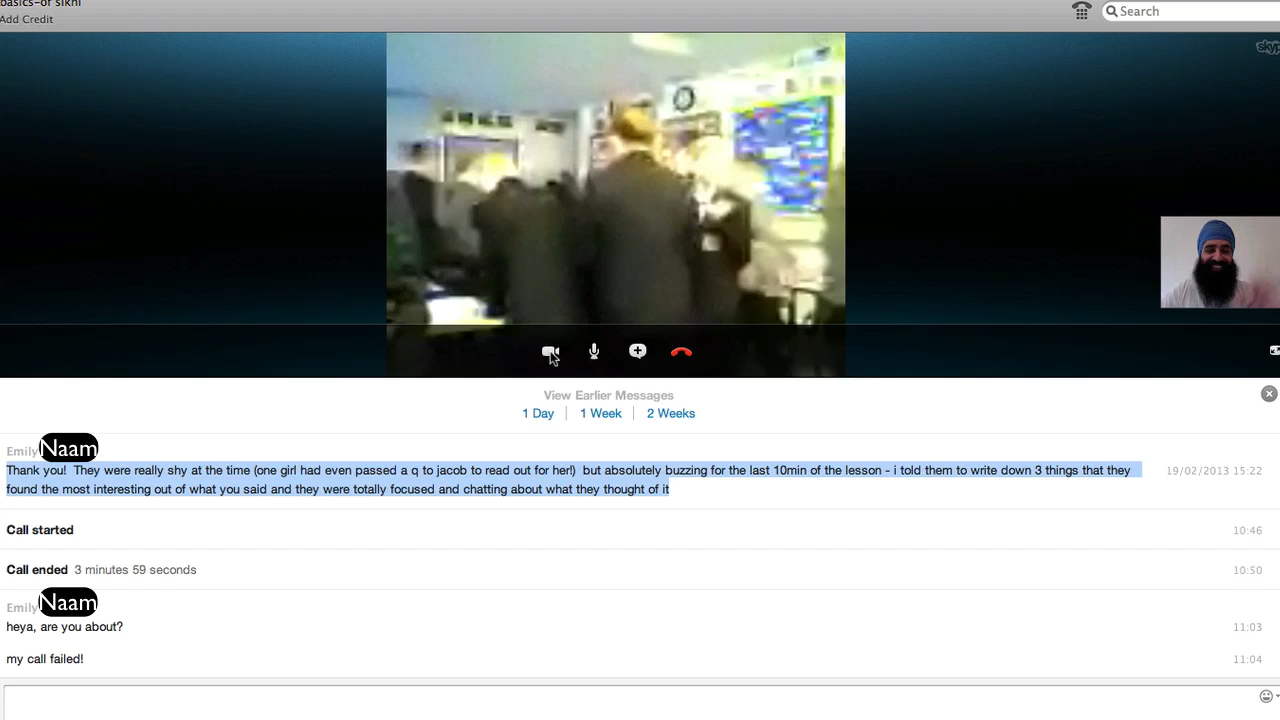 basics-of sikhi
Add Credit
Search
View Earlier Messages
1 Day
1 Week
2 Weeks
Emily Naam
Thank you! They were really shy at the time (one girl had even passed a q to jacob to read out for her!) but absolutely buzzing for the last 10min of the lesson - i told them to write down 3 things that they
19/02/2013 15:22
found the most interesting out of what you said and they were totally focused and chatting about what they thought of it
Call started
10:46
Call ended 3 minutes 59 seconds
10:50
Emily Naam
heya, are you about?
11:03
my call failed!
11:04